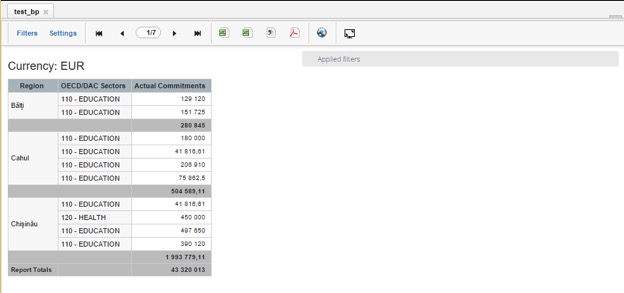 test_bp
Filters Settings 1/7
Applied filters
Currency: EUR
Region OECD/DAC Sectors Actual Commitments
Bălţi 110 - EDUCATION 129 120
110 - EDUCATION 151 725
280 845
Cahul 110 - EDUCATION 180 000
110 - EDUCATION 41 816,61
110 - EDUCATION 206 910
110 - EDUCATION 75 862,5
504 589,11
Chişinău 110 - EDUCATION 41 816,61
120 - HEALTH 450 000
110 - EDUCATION 497 650
110 - EDUCATION 390 120
1 993 779,11
Report Totals 43 320 013